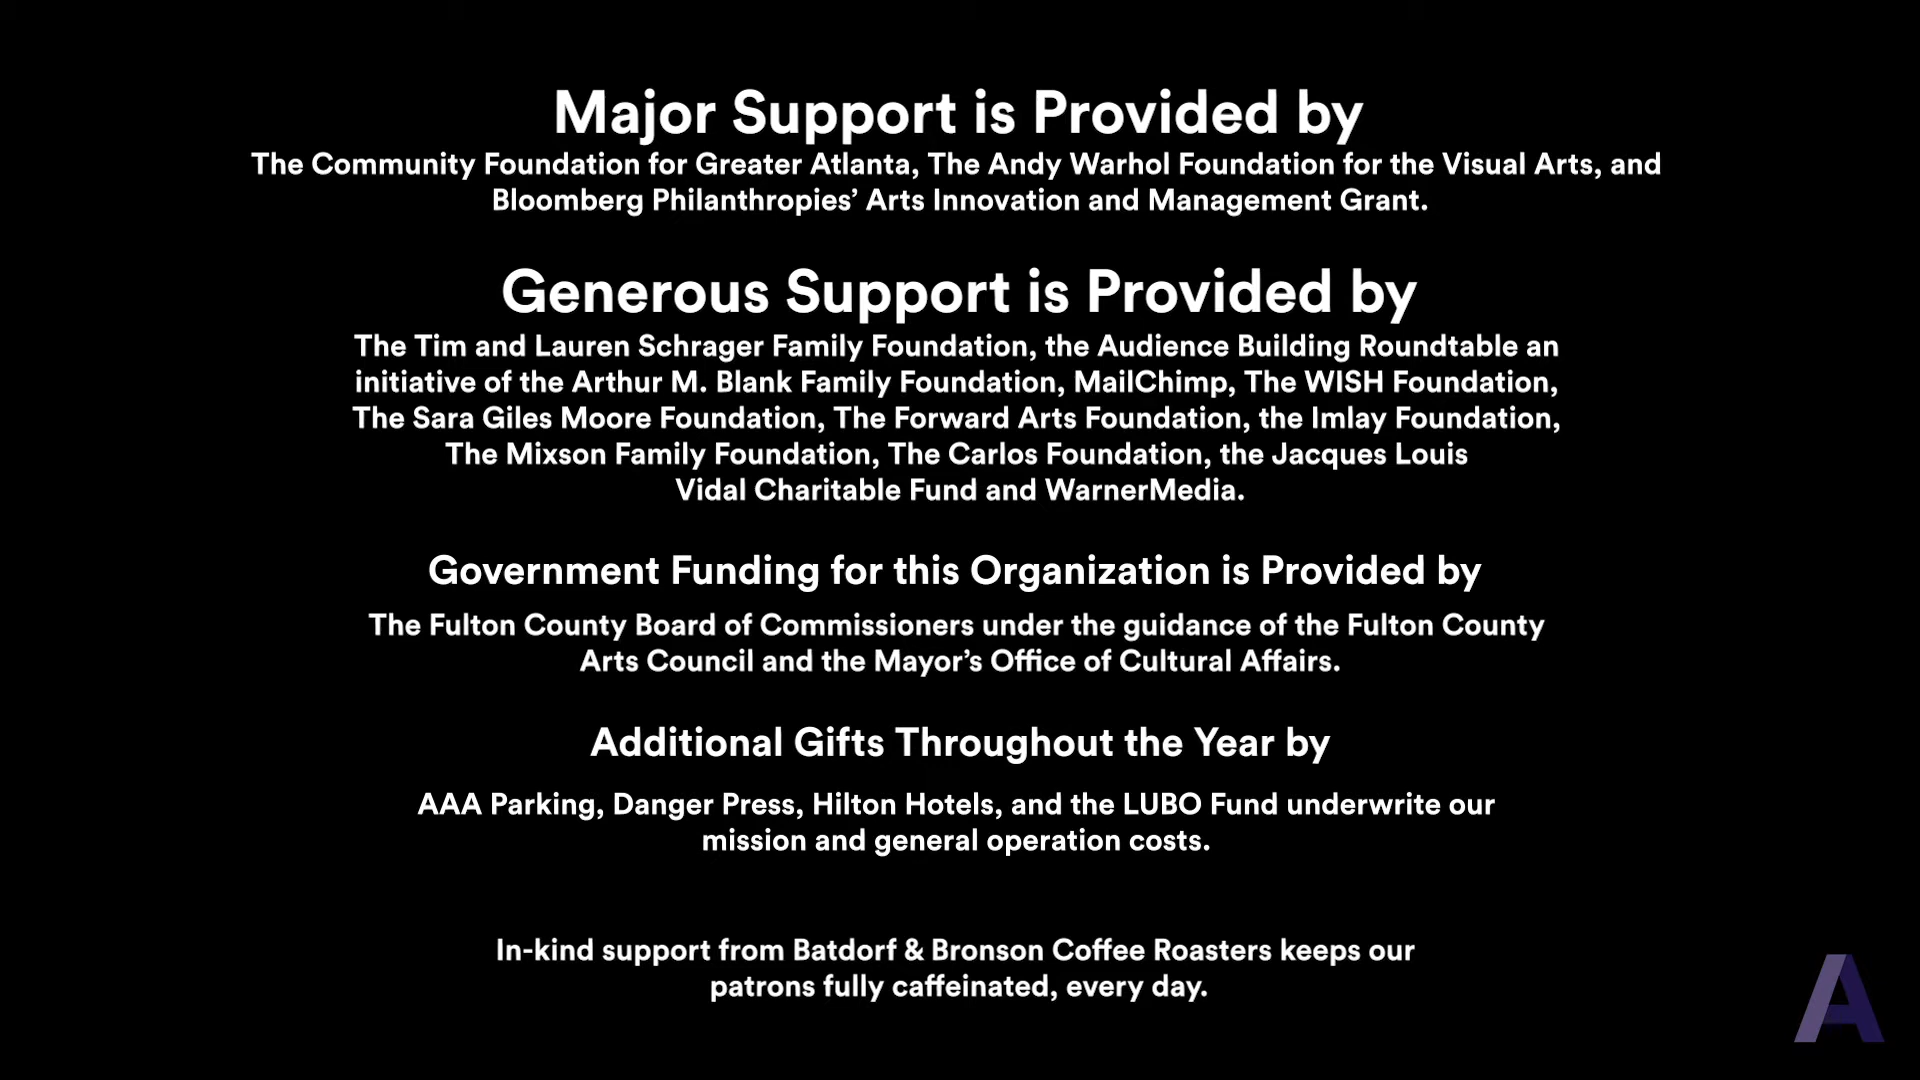 Major Support is Provided by
The Community Foundation for Greater Atlanta, The Andy Warhol Foundation for the Visual Arts, and
Bloomberg Philanthropies’ Arts Innovation and Management Grant.
Generous Support is Provided by
The Tim and Lauren Schrager Family Foundation, the Audience Building Roundtable an
initiative of the Arthur M. Blank Family Foundation, MailChimp, The WISH Foundation,
The Sara Giles Moore Foundation, The Forward Arts Foundation, the Imlay Foundation,
The Mixson Family Foundation, The Carlos Foundation, the Jacques Louis
Vidal Charitable Fund and WarnerMedia.
Government Funding for this Organization is Provided by
The Fulton County Board of Commissioners under the guidance of the Fulton County
Arts Council and the Mayor’s Office of Cultural Affairs.
Additional Gifts Throughout the Year by
AAA Parking, Danger Press, Hilton Hotels, and the LUBO Fund underwrite our
mission and general operation costs.
In-kind support from Batdorf & Bronson Coffee Roasters keeps our
patrons fully caffeinated, every day.
A